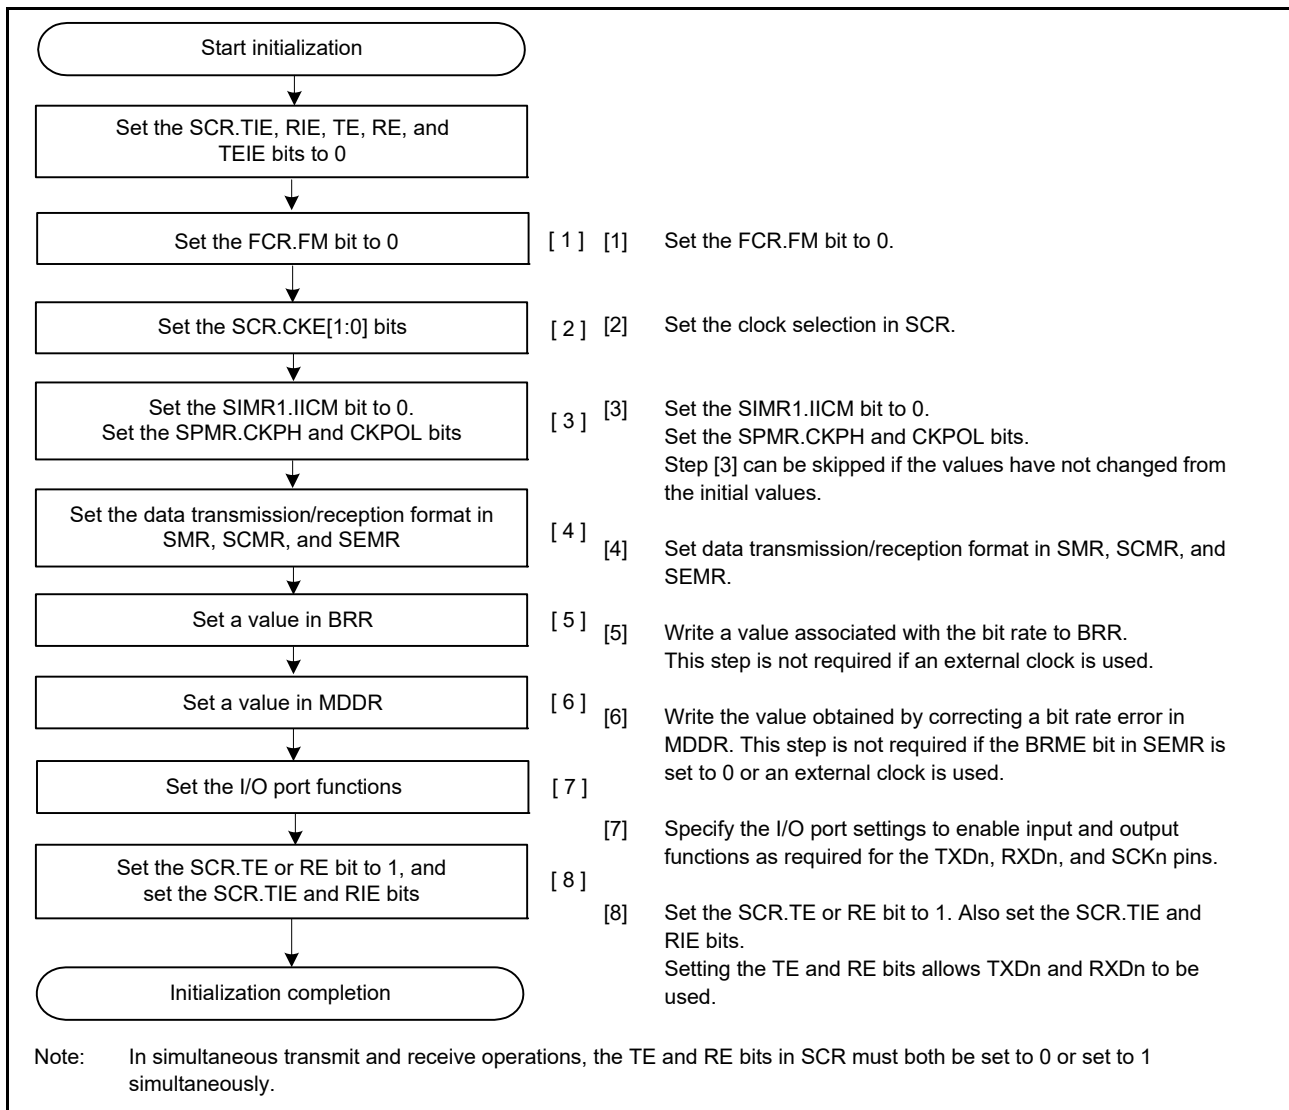 Start initialization
Set the SCR.TIE, RIE, TE, RE, and
TEIE bits to 0
Set the FCR.FM bit to 0
[ 1 ]
Set the SCR.CKE[1:0] bits
[ 2 ]
Set the SIMR1.IICM bit to 0.
Set the SPMR.CKPH and CKPOL bits
[ 3 ]
Set the data transmission/reception format in
SMR, SCMR, and SEMR
[ 4 ]
Set a value in BRR
[ 5 ]
Set a value in MDDR
[ 6 ]
Set the I/O port functions
[ 7 ]
Set the SCR.TE or RE bit to 1, and
set the SCR.TIE and RIE bits
[ 8 ]
Initialization completion
[1] Set the FCR.FM bit to 0.
[2] Set the clock selection in SCR.
[3] Set the SIMR1.IICM bit to 0.
Set the SPMR.CKPH and CKPOL bits.
Step [3] can be skipped if the values have not changed from
the initial values.
[4] Set data transmission/reception format in SMR, SCMR, and
SEMR.
[5] Write a value associated with the bit rate to BRR.
This step is not required if an external clock is used.
[6] Write the value obtained by correcting a bit rate error in
MDDR. This step is not required if the BRME bit in SEMR is
set to 0 or an external clock is used.
[7] Specify the I/O port settings to enable input and output
functions as required for the TXDn, RXDn, and SCKn pins.
[8] Set the SCR.TE or RE bit to 1. Also set the SCR.TIE and
RIE bits.
Setting the TE and RE bits allows TXDn and RXDn to be
used.
Note: In simultaneous transmit and receive operations, the TE and RE bits in SCR must both be set to 0 or set to 1
simultaneously.